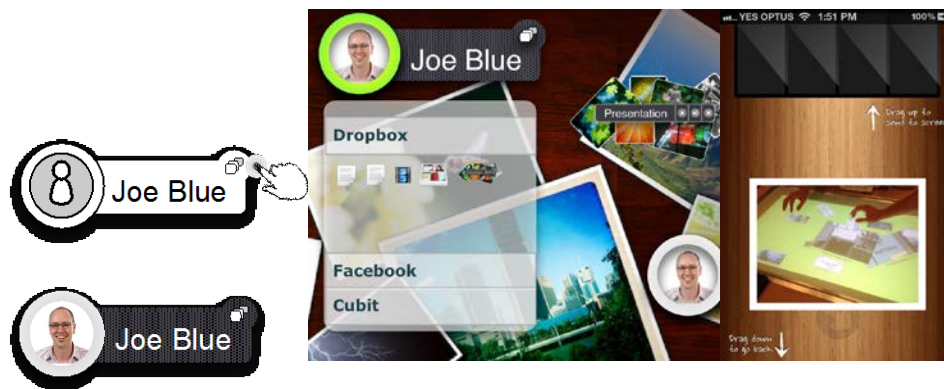 Joe Blue
Joe Blue
Joe Blue
Dropbox
Presentation
Facebook
Cubit
YES OPTUS 1:51 PM 100%
Drag up to
send to screen
Drag down
to go back